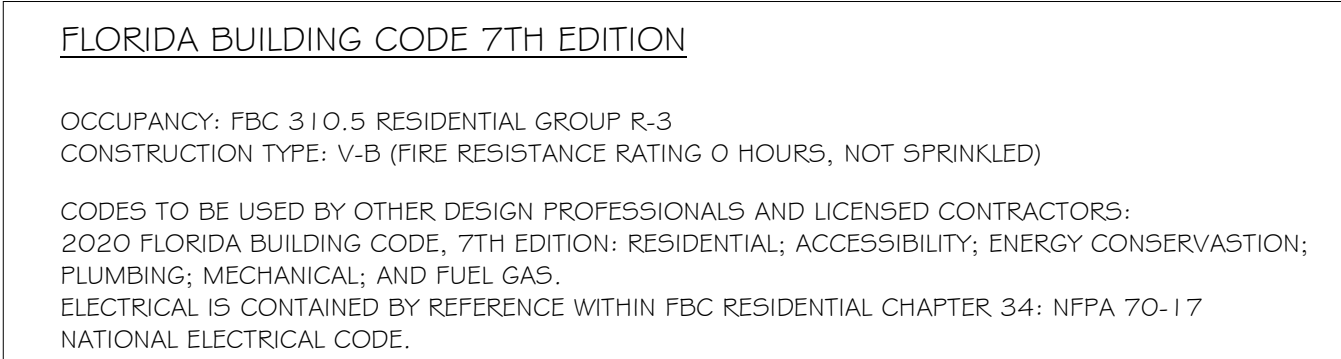 FLORIDA BUILDING CODE 7TH EDITION
OCCUPANCY: FBC 310.5 RESIDENTIAL GROUP R-3
CONSTRUCTION TYPE: V-B (FIRE RESISTANCE RATING 0 HOURS, NOT SPRINKLED)
CODES TO BE USED BY OTHER DESIGN PROFESSIONALS AND LICENSED CONTRACTORS:
2020 FLORIDA BUILDING CODE, 7TH EDITION: RESIDENTIAL; ACCESSIBILITY; ENERGY CONSERVASTION;
PLUMBING; MECHANICAL; AND FUEL GAS.
ELECTRICAL IS CONTAINED BY REFERENCE WITHIN FBC RESIDENTIAL CHAPTER 34: NFPA 70-17
NATIONAL ELECTRICAL CODE.